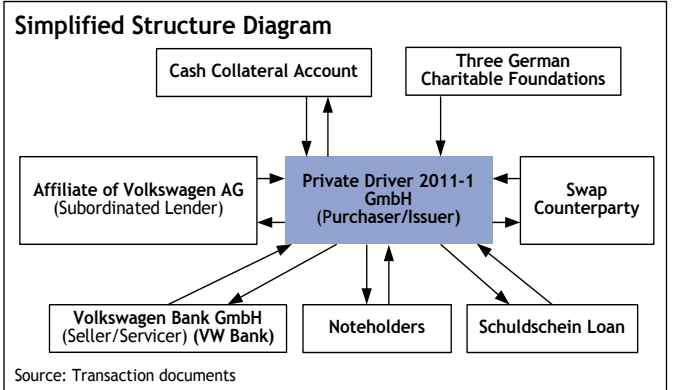 Simplified Structure Diagram
Cash Collateral Account
Three German
Charitable Foundations
Affiliate of Volkswagen AG
(Subordinated Lender)
Private Driver 2011-1
GmbH
(Purchaser/Issuer)
Swap
Counterparty
Volkswagen Bank GmbH
(Seller/Servicer) (VW Bank)
Noteholders
Schuldschein Loan
Source: Transaction documents